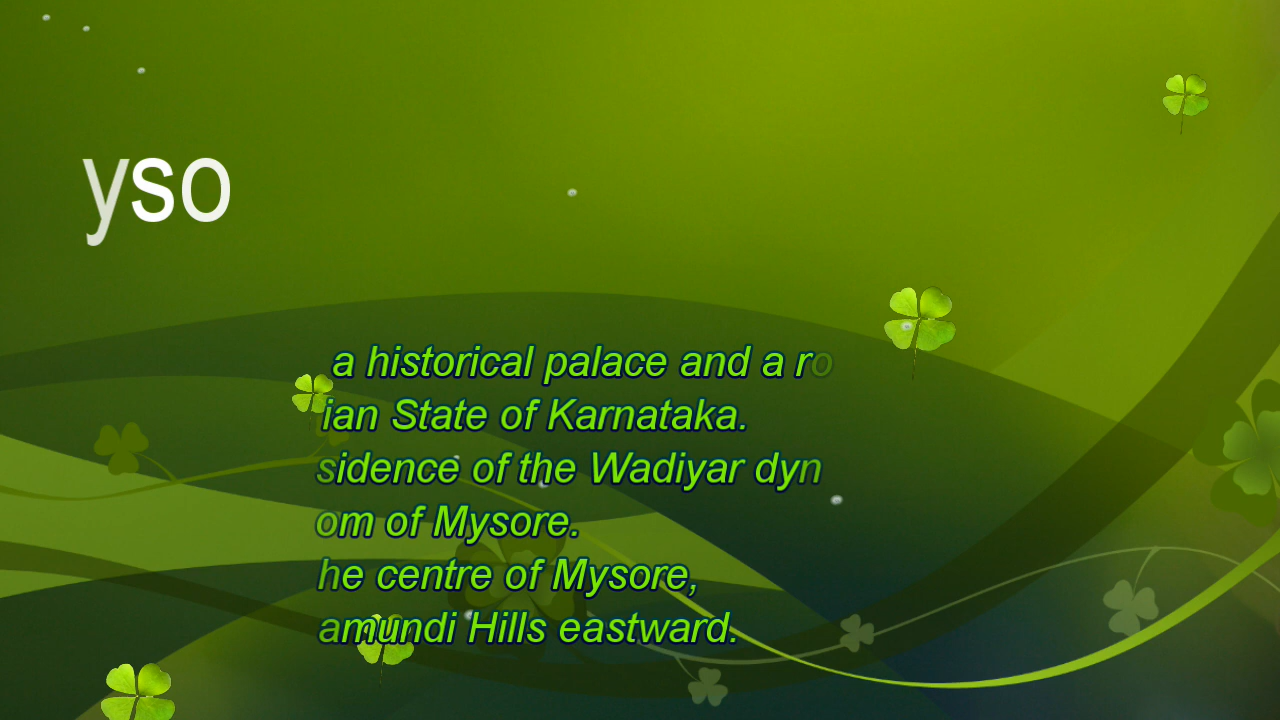 yso
a historical palace and a ro
ian State of Karnataka.
sidence of the Wadiyar dyn
om of Mysore.
he centre of Mysore,
amundi Hills eastward.